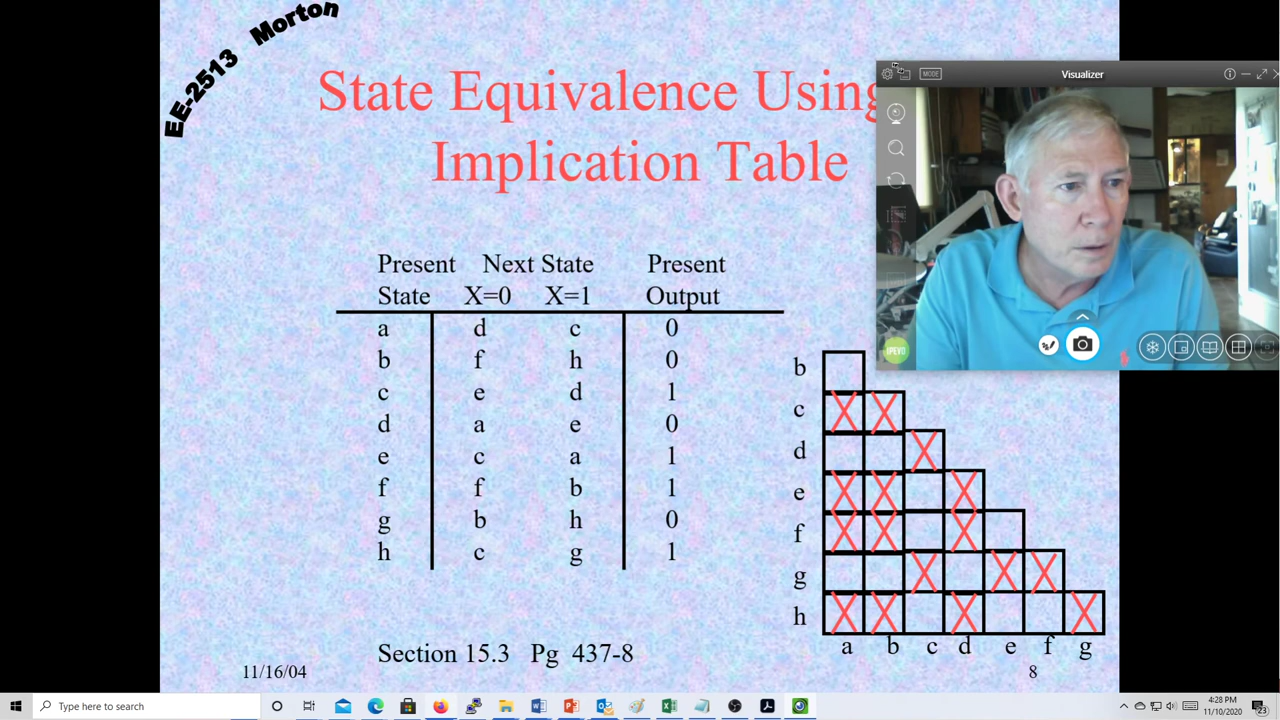 EE-2513 Morton
State Equivalence Using
Implication Table
MODE
Visualizer
IPEVO
Present Next State Present
State X=0 X=1 Output
a d c 0
b f h 0
c e d 1
d a e 0
e c a 1
f f b 1
g b h 0
h c g 1
b
c X X
d X
e X X X
f X X X
g X X X
h X X X X
a b c d e f g
Section 15.3 Pg 437-8
11/16/04
8
Type here to search
4:28 PM
11/10/2020
23